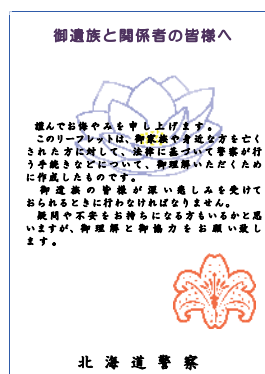 御遺族と関係者の皆様へ
謹んでお悔やみを申し上げます。
このリーフレットは、御家族や身近な方を亡く
された方に対して、法律に基づいて警察が行
う手続きなどについて、御理解いただくため
に作成したものです。
御遺族の皆様が深い悲しみを受けて
おられるときに行わなければなりません。
疑問や不安をお持ちになる方もいるかと思
いますが、御理解と御協力をお願い致し
ます。
北海道警察